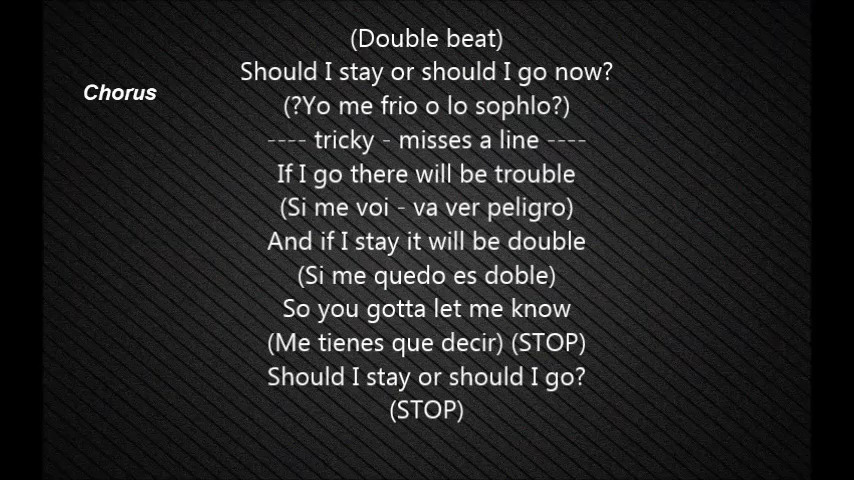 (Double beat)
Should I stay or should I go now?
Chorus
(?Yo me frio o lo sophlo?)
---- tricky - misses a line ----
If I go there will be trouble
(Si me voi - va ver peligro)
And if I stay it will be double
(Si me quedo es doble)
So you gotta let me know
(Me tienes que decir) (STOP)
Should I stay or should I go?
(STOP)